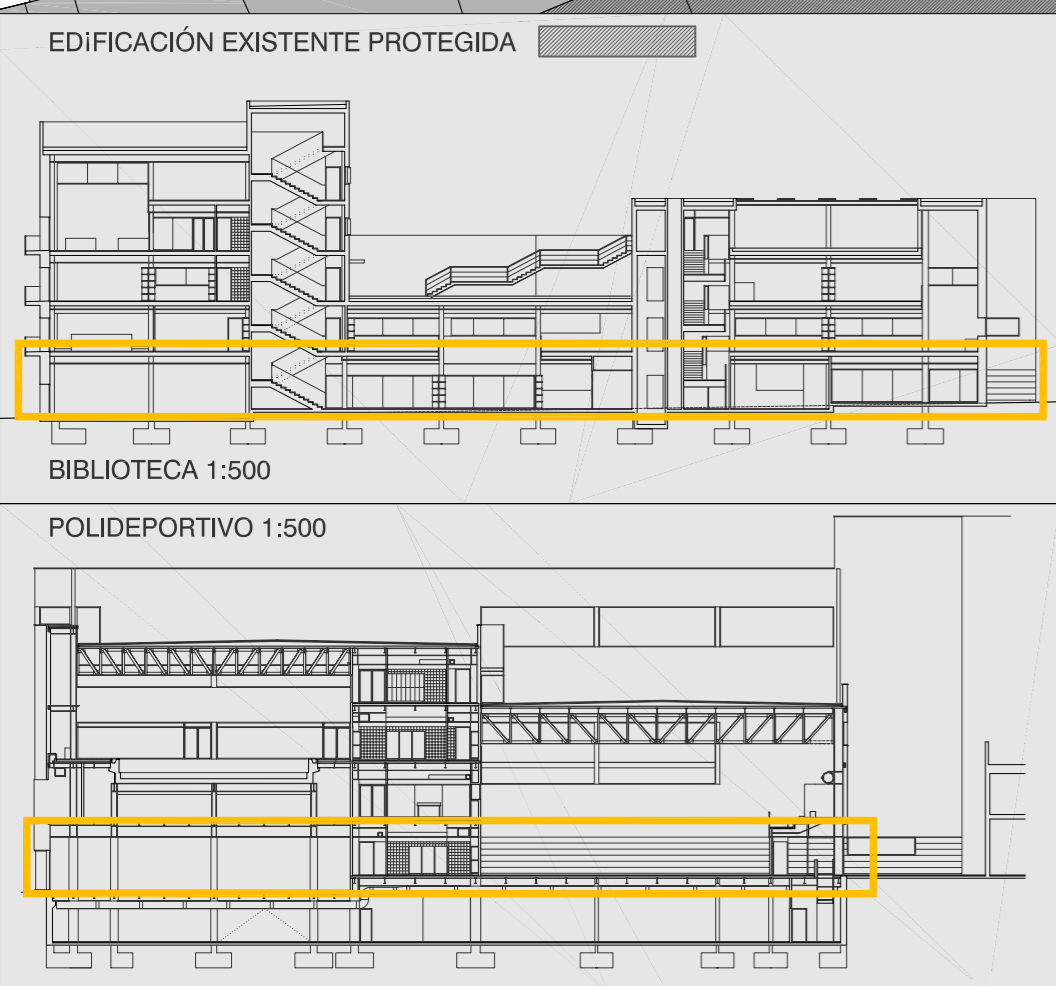 EDiFICACIÓN EXISTENTE PROTEGIDA
BIBLIOTECA 1:500
POLIDEPORTIVO 1:500